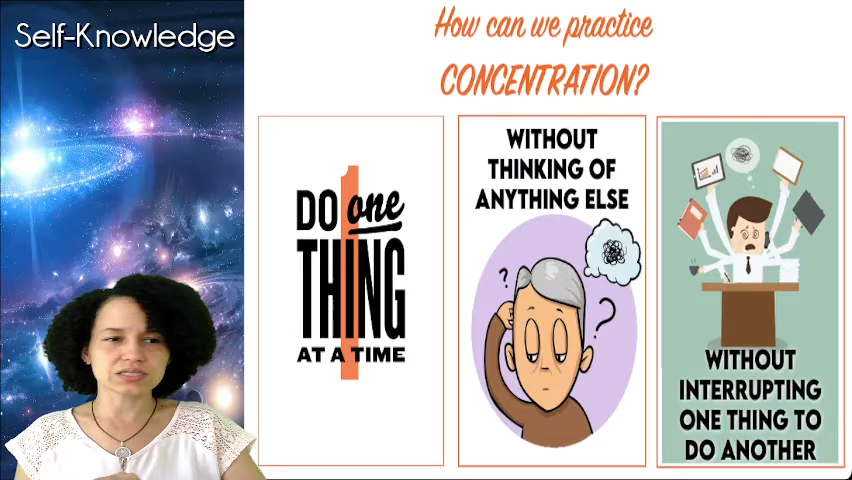 Self-Knowledge
How can we practice
CONCENTRATION?
DO one
THING
AT A TIME
WITHOUT
THINKING OF
ANYTHING ELSE
WITHOUT
INTERRUPTING
ONE THING TO
DO ANOTHER